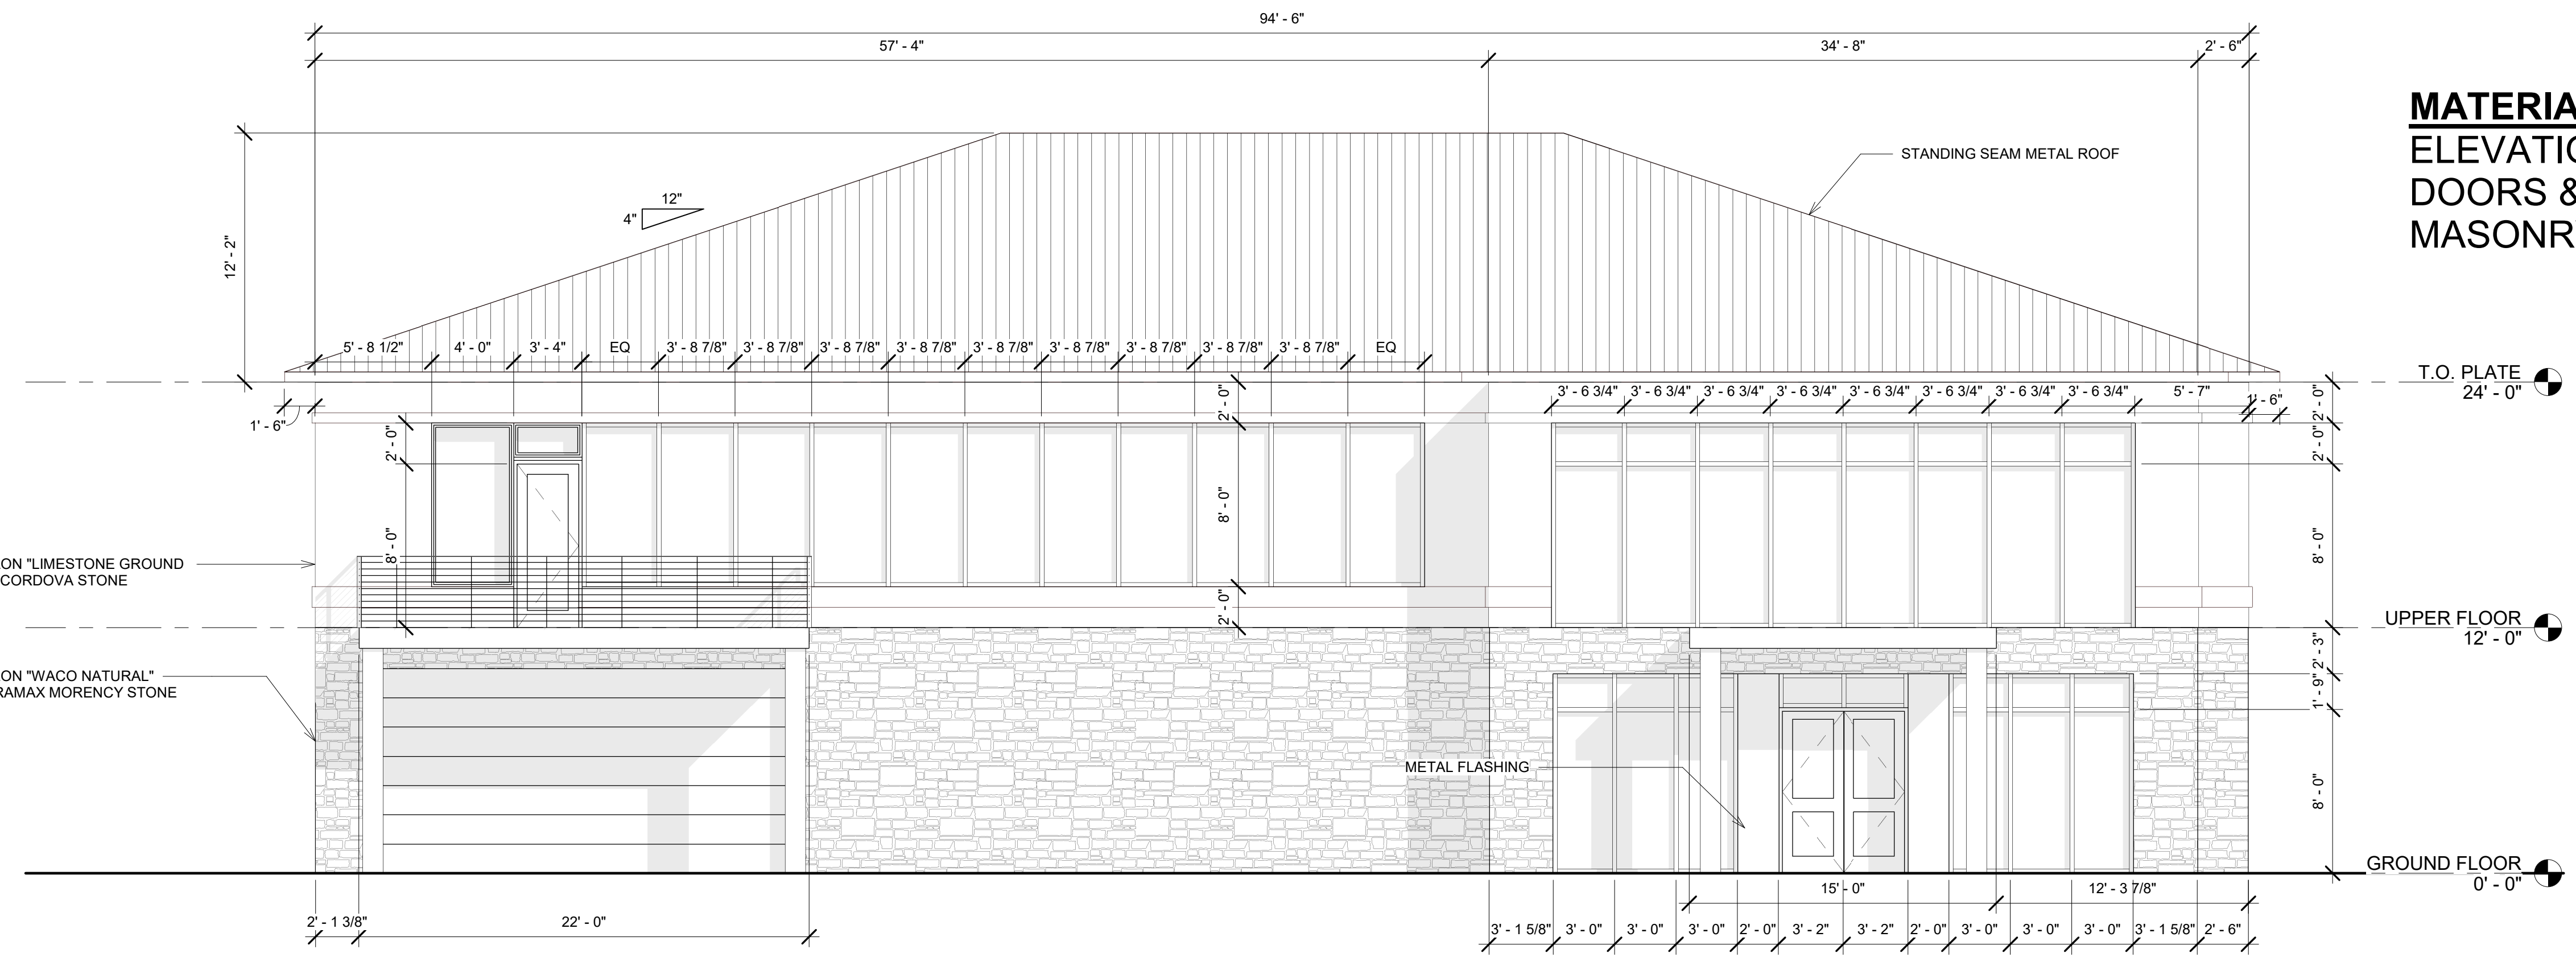 94' - 6"
57' - 4"
34' - 8"
2' - 6"
MATERIA
ELEVATIO
DOORS &
MASONR
STANDING SEAM METAL ROOF
12"
4"
12' - 2"
5' - 8 1/2"
4' - 0"
3' - 4"
EQ
3' - 8 7/8"
3' - 8 7/8"
3' - 8 7/8"
3' - 8 7/8"
3' - 8 7/8"
3' - 8 7/8"
3' - 8 7/8"
3' - 8 7/8"
3' - 8 7/8"
EQ
T.O. PLATE
24' - 0"
3' - 6 3/4"
3' - 6 3/4"
3' - 6 3/4"
3' - 6 3/4"
3' - 6 3/4"
3' - 6 3/4"
3' - 6 3/4"
3' - 6 3/4"
5' - 7"
1' - 6"
2' - 0"
2' - 0"
8' - 0"
1' - 6"
2' - 0"
8' - 0"
2' - 0"
8' - 0"
2' - 0"
ON "LIMESTONE GROUND
CORDOVA STONE
UPPER FLOOR
12' - 0"
ON "WACO NATURAL"
RAMAX MORENCY STONE
2' - 3"
1' - 9"
8' - 0"
METAL FLASHING
GROUND FLOOR
0' - 0"
15' - 0"
12' - 3 7/8"
2' - 1 3/8"
22' - 0"
3' - 1 5/8"
3' - 0"
3' - 0"
3' - 0"
2' - 0"
3' - 2"
3' - 2"
2' - 0"
3' - 0"
3' - 0"
3' - 0"
3' - 1 5/8"
2' - 6"